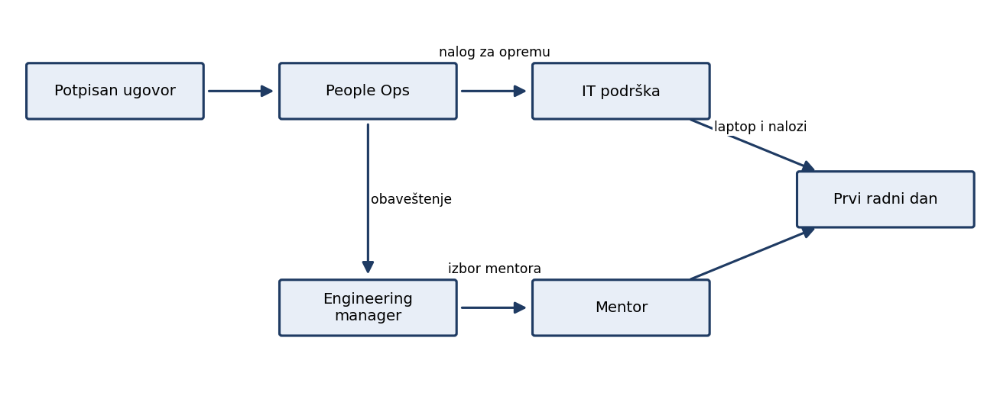 nalog za opremu
Potpisan ugovor
People Ops
IT podrška
laptop i nalozi
obaveštenje
Prvi radni dan
izbor mentora
Engineering
manager
Mentor